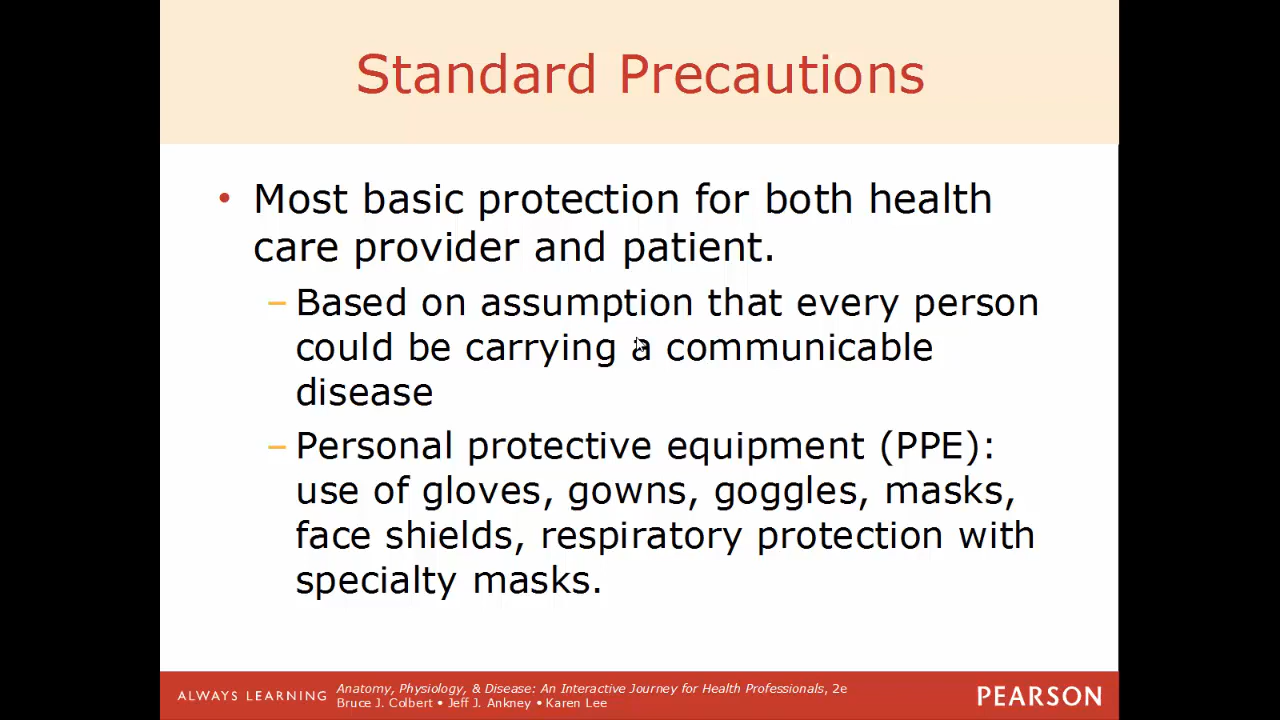 Standard Precautions
• Most basic protection for both health
care provider and patient.
– Based on assumption that every person
could be carrying a communicable
disease
– Personal protective equipment (PPE):
use of gloves, gowns, goggles, masks,
face shields, respiratory protection with
specialty masks.
ALWAYS LEARNING
Anatomy, Physiology, & Disease: An Interactive Journey for Health Professionals, 2e
Bruce J. Colbert • Jeff J. Ankney • Karen Lee
PEARSON